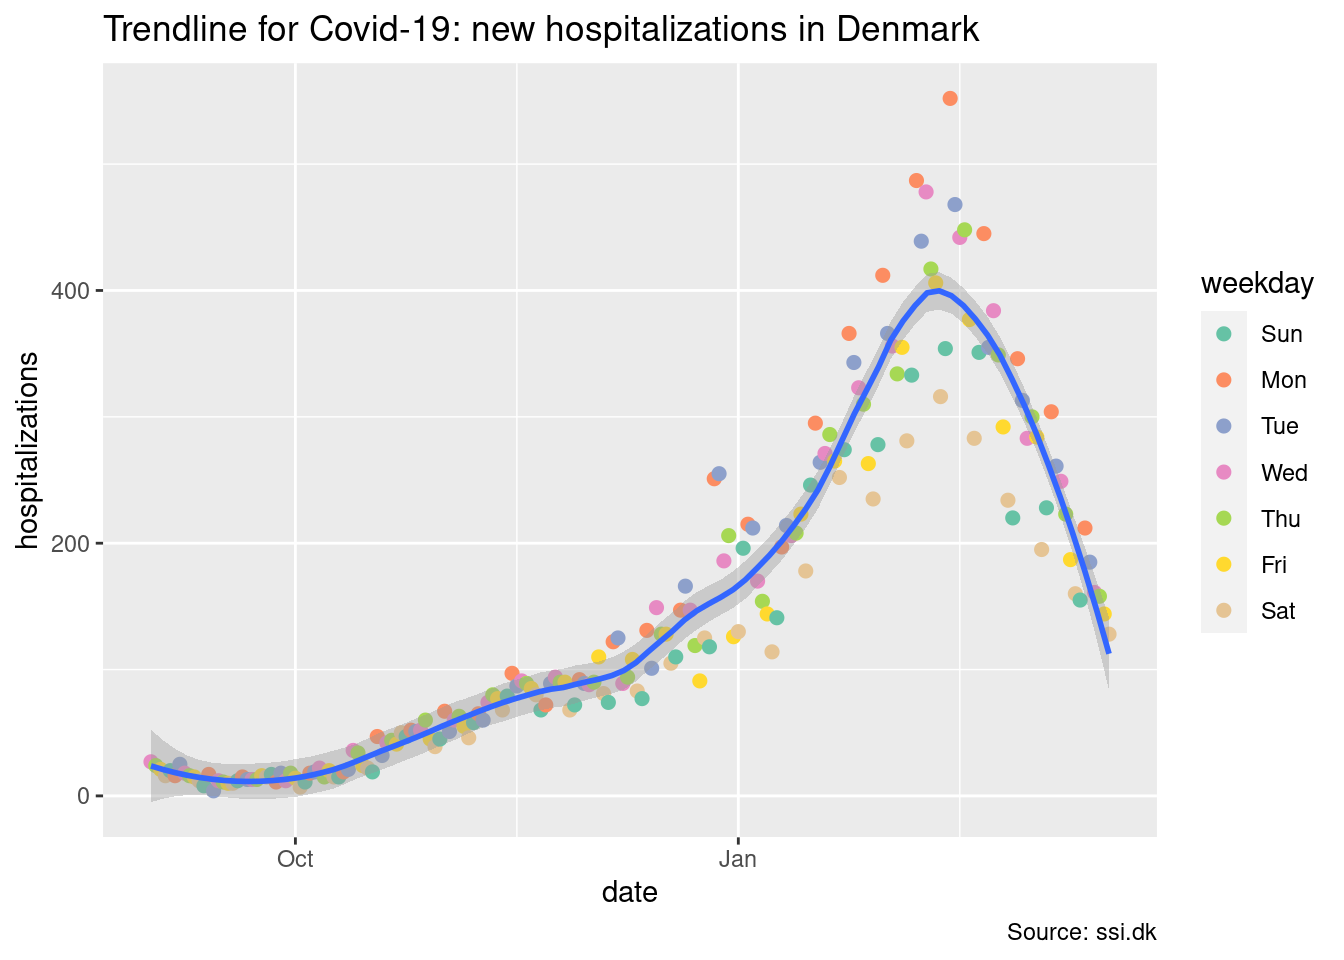 Trendline for Covid-19: new hospitalizations in Denmark
400
200
0
hospitalizations
Oct
Jan
date
weekday
Sun
Mon
Tue
Wed
Thu
Fri
Sat
Source: ssi.dk